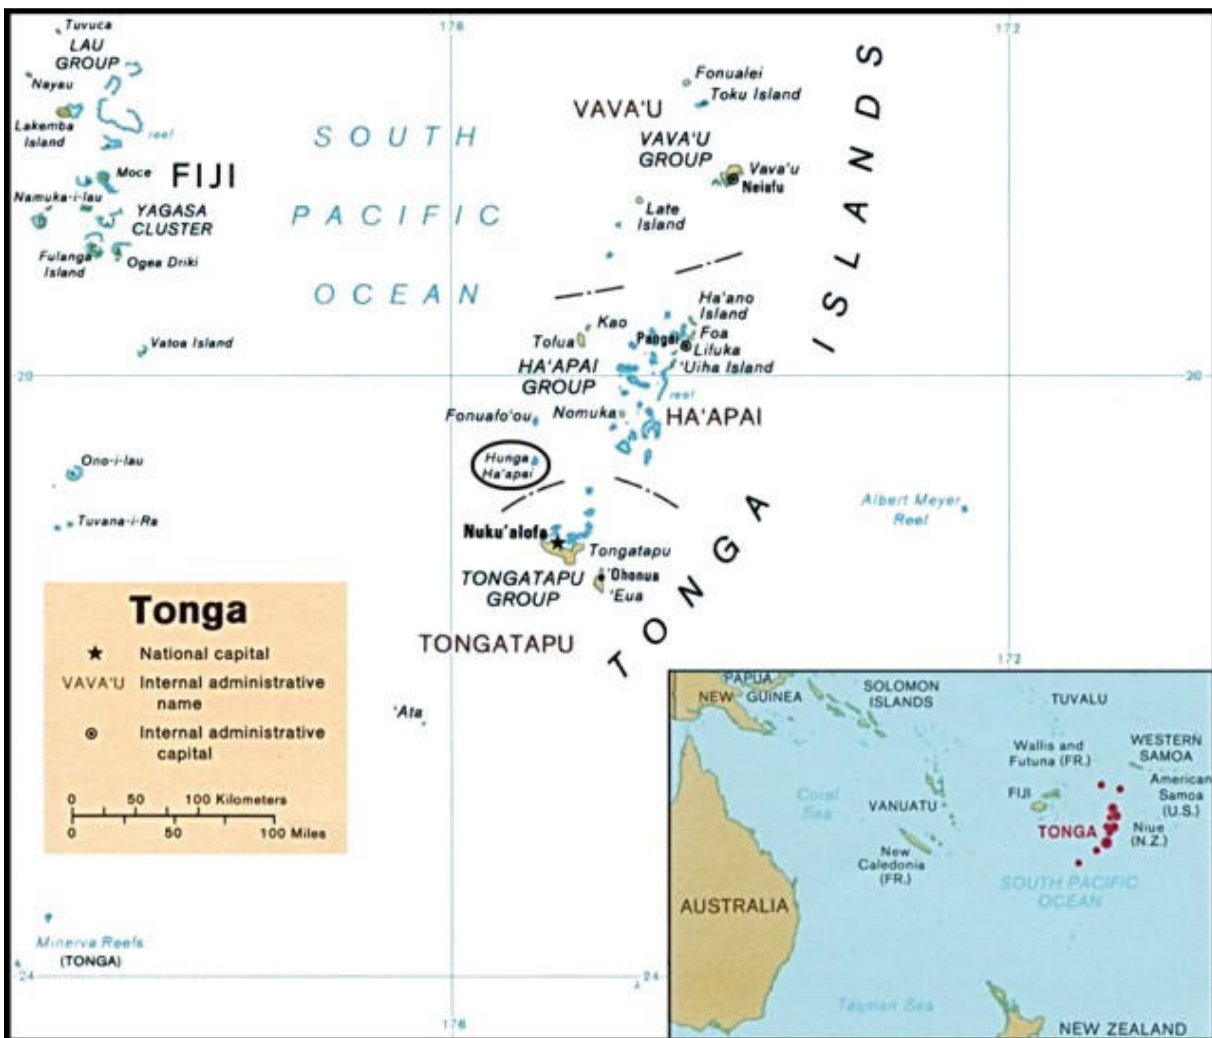 176
172
Tuvuca
LAU
GROUP
Nayau
Lakemba
Island
reef
Moce
FIJI
Namuka-i-lau
YAGASA
CLUSTER
Fulanga
Island
Ogea Driki
Vatoa Island
SOUTH
PACIFIC
OCEAN
Fonualei
Toku Island
VAVA'U
VAVA'U
GROUP
Vava'u
Neiafu
Late
Island
TONGA ISLANDS
Ha'ano
Island
Kao
Foa
Tofua
Pangai
Lifuka
'Uiha Island
HA'APAI
GROUP
20
20
reef
Fonuafo'ou
Nomuka
HA'APAI
Hunga
Ha'apai
Ono-i-lau
Tuvana-i-Ra
Albert Meyer
Reef
Nuku'alofa
Tongatapu
'Ohonua
'Eua
TONGATAPU
GROUP
TONGATAPU
'Ata
Tonga
National capital
VAVA'U Internal administrative
name
Internal administrative
capital
0 50 100 Kilometers
0 50 100 Miles
Minerva Reefs
(TONGA)
24
24
176
172
PAPUA
NEW GUINEA
SOLOMON
ISLANDS
TUVALU
Wallis and
Futuna (FR.)
WESTERN
SAMOA
American
Samoa
(U.S.)
FIJI
Coral
Sea
VANUATU
TONGA
Niue
(N.Z.)
New
Caledonia
(FR.)
SOUTH PACIFIC
OCEAN
AUSTRALIA
Tasman Sea
NEW ZEALAND